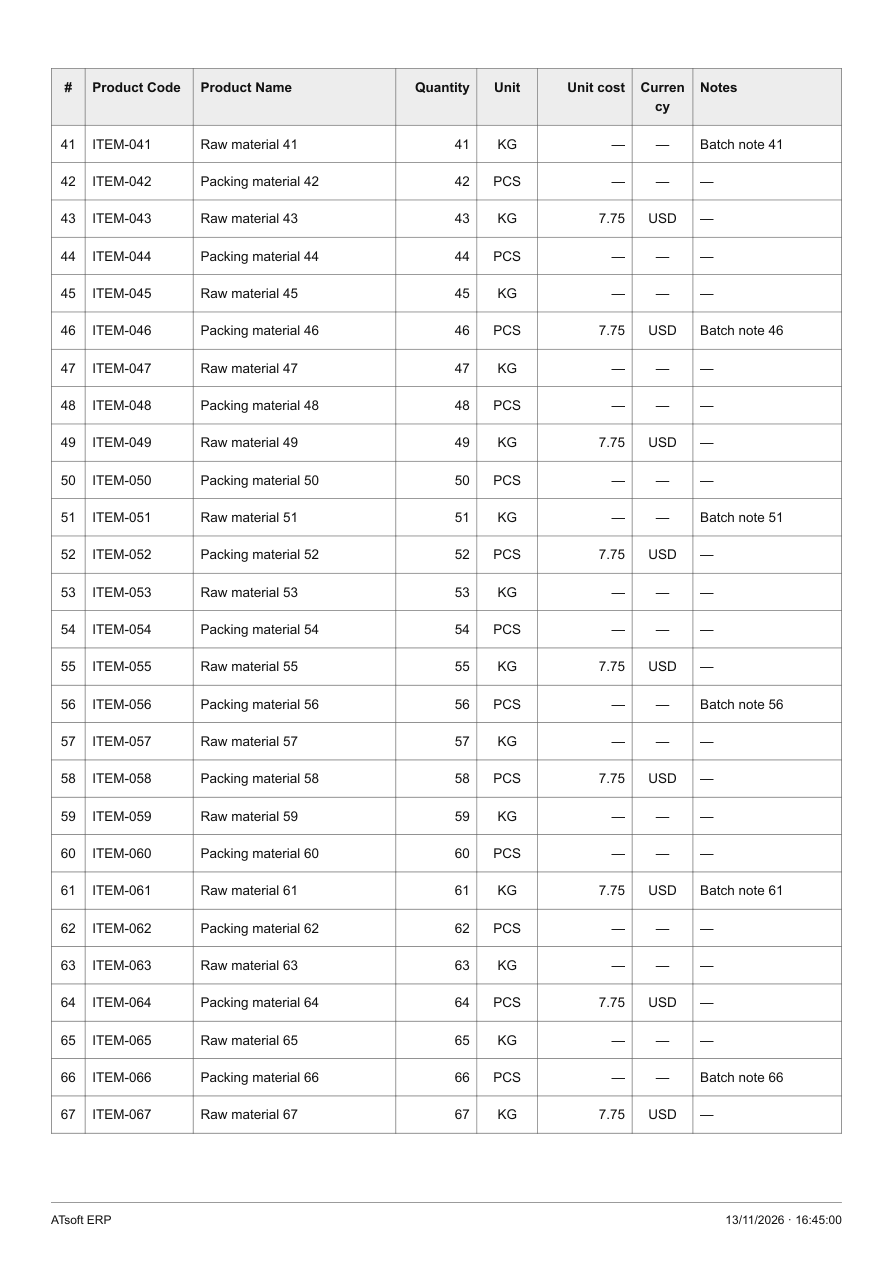 # Product Code Product Name Quantity Unit Unit cost Curren Notes
cy
41 ITEM-041 Raw material 41 41 KG — — Batch note 41
42 ITEM-042 Packing material 42 42 PCS — — —
43 ITEM-043 Raw material 43 43 KG 7.75 USD —
44 ITEM-044 Packing material 44 44 PCS — — —
45 ITEM-045 Raw material 45 45 KG — — —
46 ITEM-046 Packing material 46 46 PCS 7.75 USD Batch note 46
47 ITEM-047 Raw material 47 47 KG — — —
48 ITEM-048 Packing material 48 48 PCS — — —
49 ITEM-049 Raw material 49 49 KG 7.75 USD —
50 ITEM-050 Packing material 50 50 PCS — — —
51 ITEM-051 Raw material 51 51 KG — — Batch note 51
52 ITEM-052 Packing material 52 52 PCS 7.75 USD —
53 ITEM-053 Raw material 53 53 KG — — —
54 ITEM-054 Packing material 54 54 PCS — — —
55 ITEM-055 Raw material 55 55 KG 7.75 USD —
56 ITEM-056 Packing material 56 56 PCS — — Batch note 56
57 ITEM-057 Raw material 57 57 KG — — —
58 ITEM-058 Packing material 58 58 PCS 7.75 USD —
59 ITEM-059 Raw material 59 59 KG — — —
60 ITEM-060 Packing material 60 60 PCS — — —
61 ITEM-061 Raw material 61 61 KG 7.75 USD Batch note 61
62 ITEM-062 Packing material 62 62 PCS — — —
63 ITEM-063 Raw material 63 63 KG — — —
64 ITEM-064 Packing material 64 64 PCS 7.75 USD —
65 ITEM-065 Raw material 65 65 KG — — —
66 ITEM-066 Packing material 66 66 PCS — — Batch note 66
67 ITEM-067 Raw material 67 67 KG 7.75 USD —
ATsoft ERP 13/11/2026 · 16:45:00